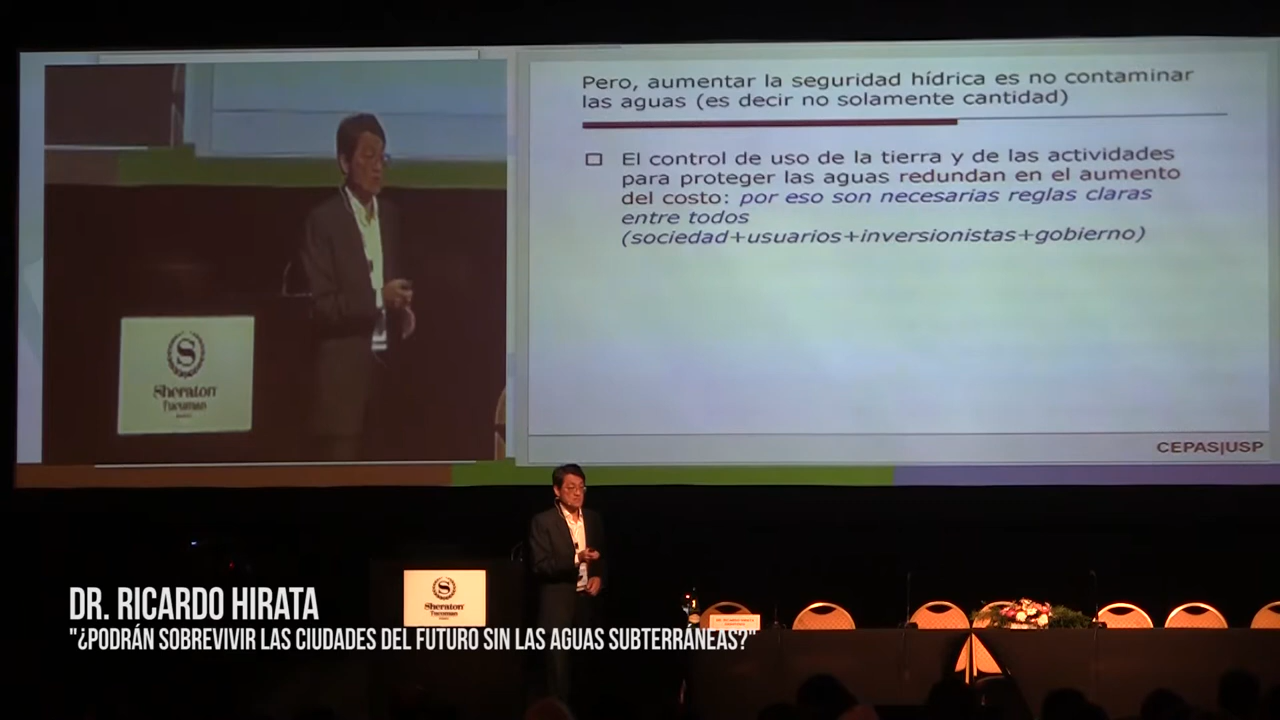 Pero, aumentar la seguridad hídrica es no contaminar
las aguas (es decir no solamente cantidad)
El control de uso de la tierra y de las actividades
para proteger las aguas redundan en el aumento
del costo: por eso son necesarias reglas claras
entre todos
(sociedad+usuarios+inversionistas+gobierno)
CEPAS|USP
S
Sheraton
Tucuman
S
Sheraton
Tucuman
DR. RICARDO HIRATA
"¿PODRÁN SOBREVIVIR LAS CIUDADES DEL FUTURO SIN LAS AGUAS SUBTERRÁNEAS?"